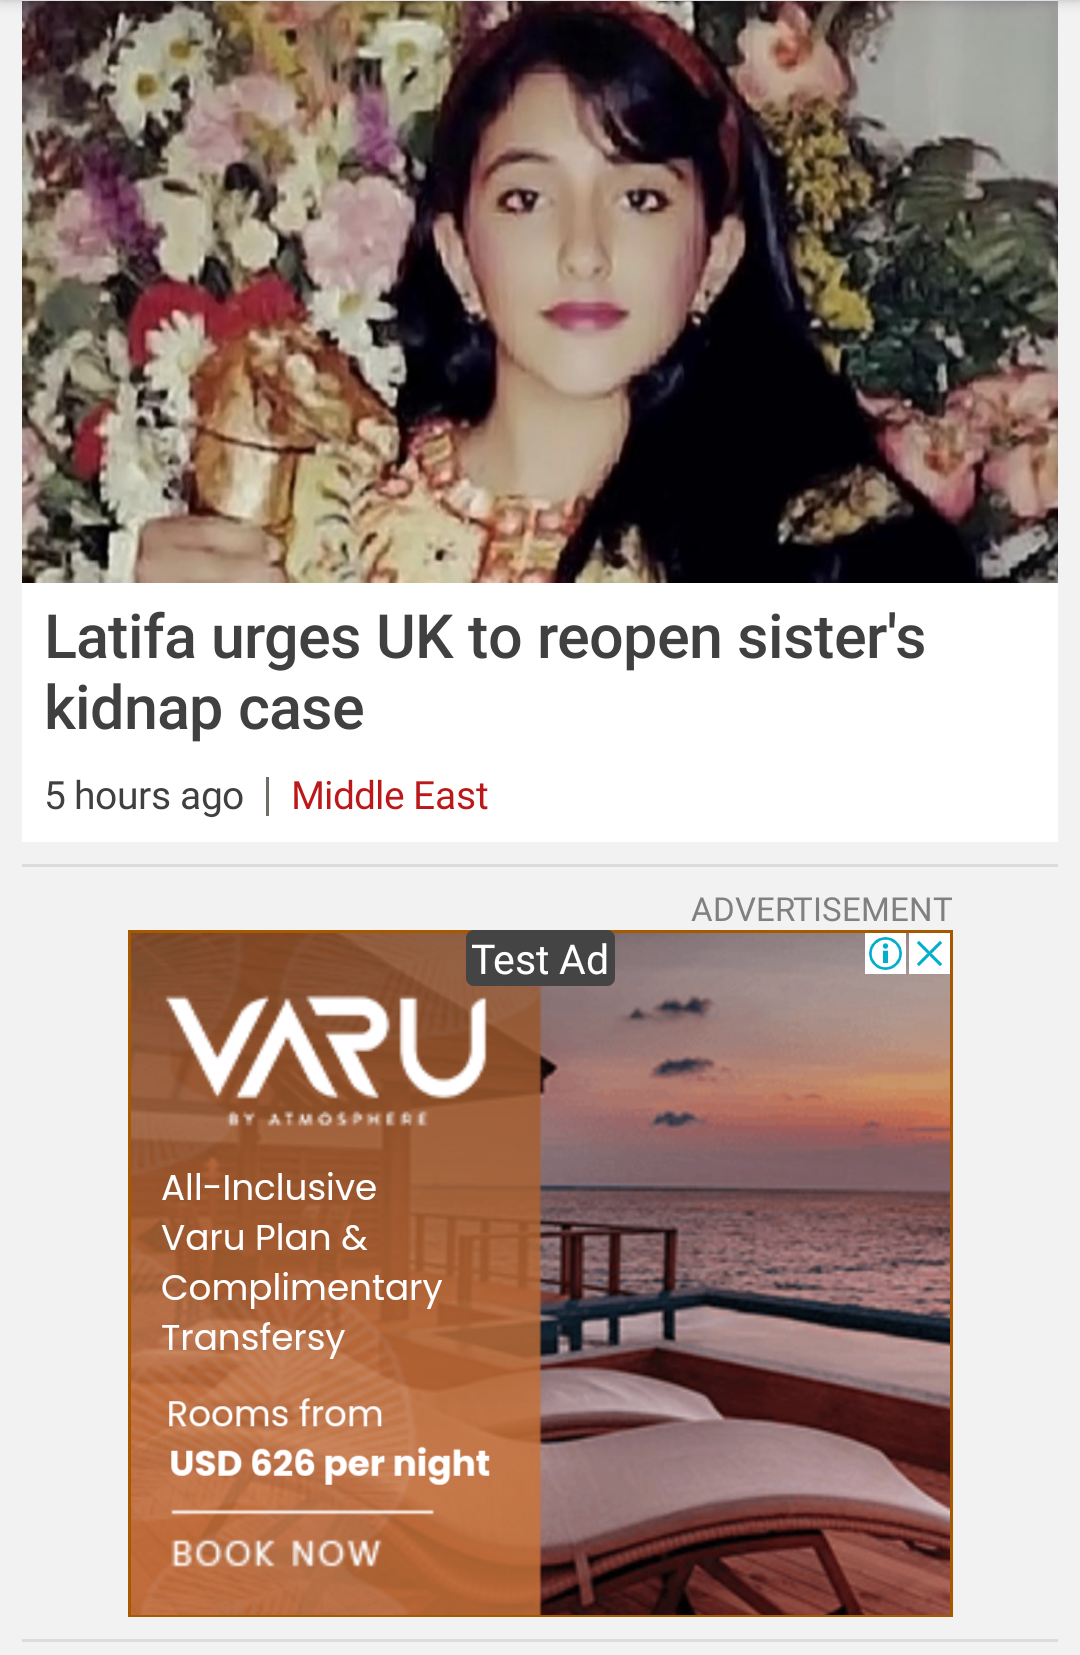 Latifa urges UK to reopen sister's
kidnap case
5 hours ago | Middle East
ADVERTISEMENT
Test Ad
VARU
BY ATMOSPHERE
All-Inclusive
Varu Plan &
Complimentary
Transfersy
Rooms from
USD 626 per night
BOOK NOW